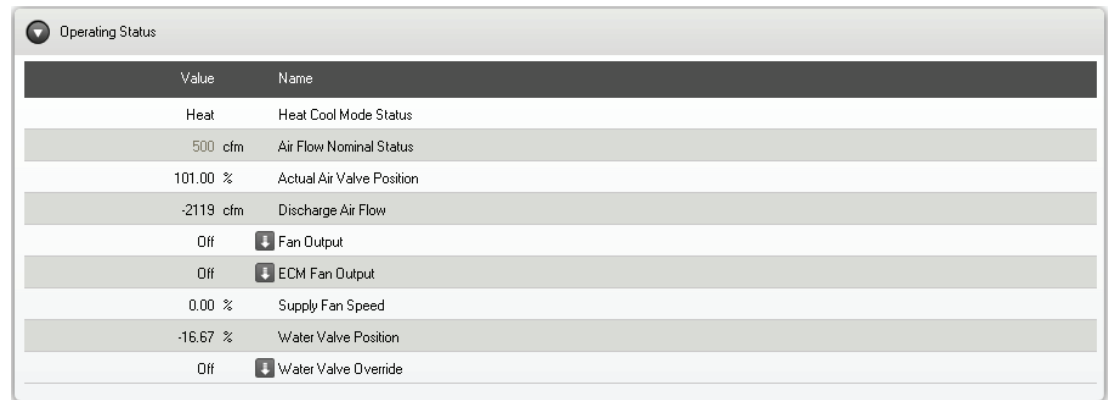 Operating Status
Value Name
Heat Heat Cool Mode Status
500 cfm Air Flow Nominal Status
101.00 % Actual Air Valve Position
-2119 cfm Discharge Air Flow
Off Fan Output
Off ECM Fan Output
0.00 % Supply Fan Speed
-16.67 % Water Valve Position
Off Water Valve Override